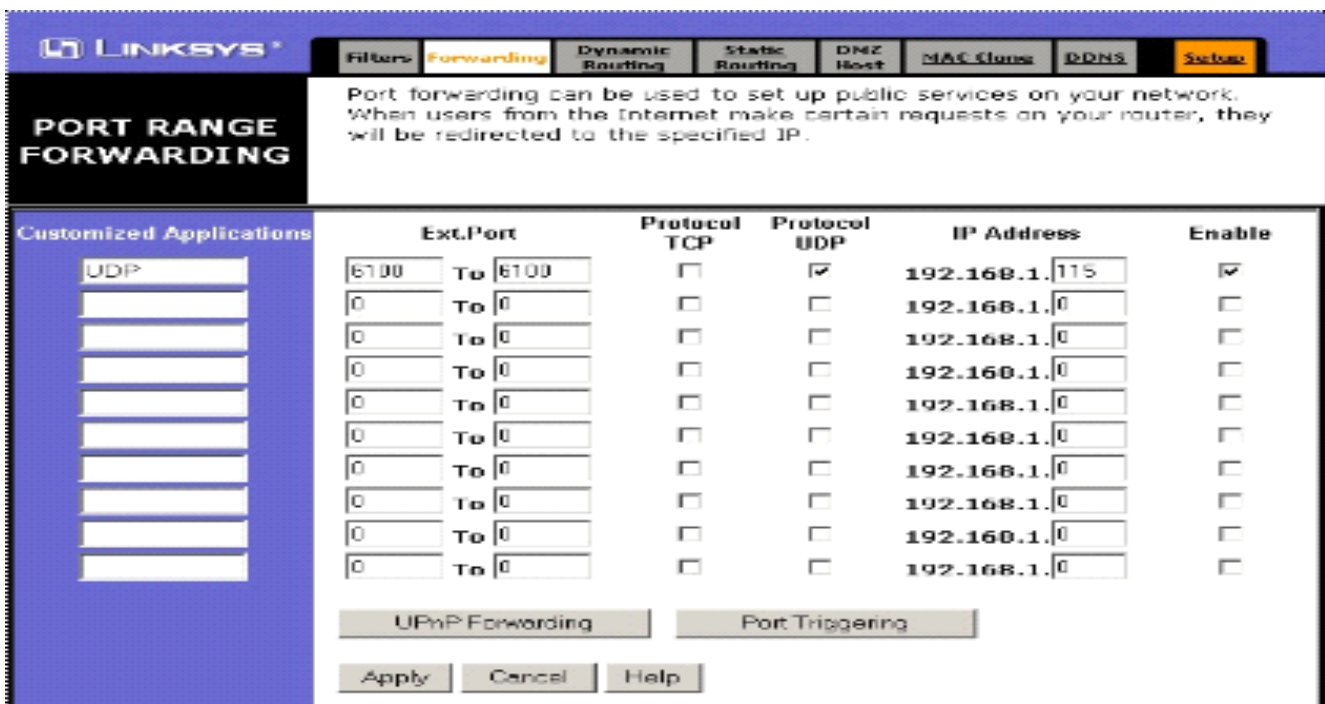 LINKSYS®
Filters Forwarding Dynamic Routing Static Routing DMZ Host MAC Clone DDNS Setup
PORT RANGE
FORWARDING
Port forwarding can be used to set up public services on your network.
When users from the Internet make certain requests on your router, they
will be redirected to the specified IP.
Customized Applications Ext.Port Protocol TCP Protocol UDP IP Address Enable
UDP 6100 To 6100 192.168.1. 115
0 To 0 192.168.1. 0
0 To 0 192.168.1. 0
0 To 0 192.168.1. 0
0 To 0 192.168.1. 0
0 To 0 192.168.1. 0
0 To 0 192.168.1. 0
0 To 0 192.168.1. 0
0 To 0 192.168.1. 0
0 To 0 192.168.1. 0
UPnP Forwarding Port Triggering
Apply Cancel Help